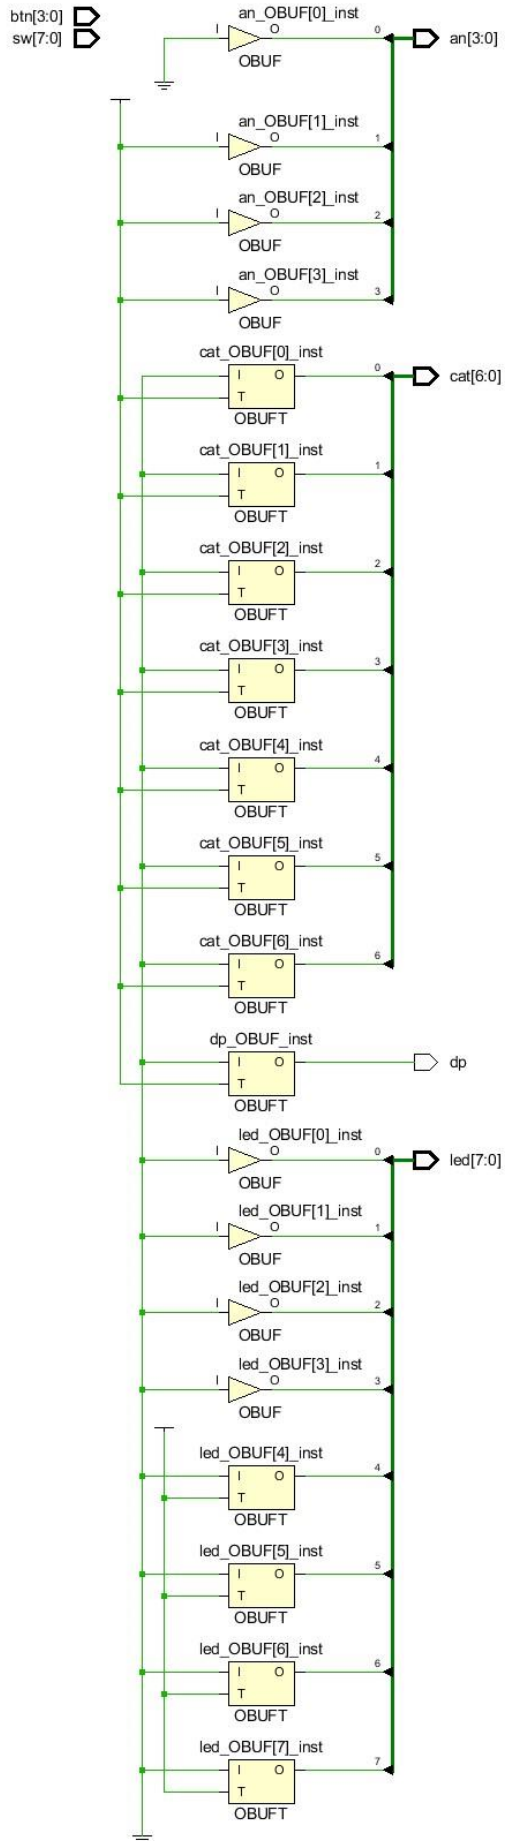 btn[3:0]
sw[7:0]
an_OBUF[0]_inst
I O 0
an[3:0]
OBUF
an_OBUF[1]_inst
I O 1
OBUF
an_OBUF[2]_inst
I O 2
OBUF
an_OBUF[3]_inst
I O 3
OBUF
cat_OBUF[0]_inst
I O 0
cat[6:0]
T
OBUFT
cat_OBUF[1]_inst
I O 1
T
OBUFT
cat_OBUF[2]_inst
I O 2
T
OBUFT
cat_OBUF[3]_inst
I O 3
T
OBUFT
cat_OBUF[4]_inst
I O 4
T
OBUFT
cat_OBUF[5]_inst
I O 5
T
OBUFT
cat_OBUF[6]_inst
I O 6
T
OBUFT
dp_OBUF_inst
I O
dp
T
OBUFT
led_OBUF[0]_inst
I O 0
led[7:0]
OBUF
led_OBUF[1]_inst
I O 1
OBUF
led_OBUF[2]_inst
I O 2
OBUF
led_OBUF[3]_inst
I O 3
OBUF
led_OBUF[4]_inst
I O 4
T
OBUFT
led_OBUF[5]_inst
I O 5
T
OBUFT
led_OBUF[6]_inst
I O 6
T
OBUFT
led_OBUF[7]_inst
I O 7
T
OBUFT